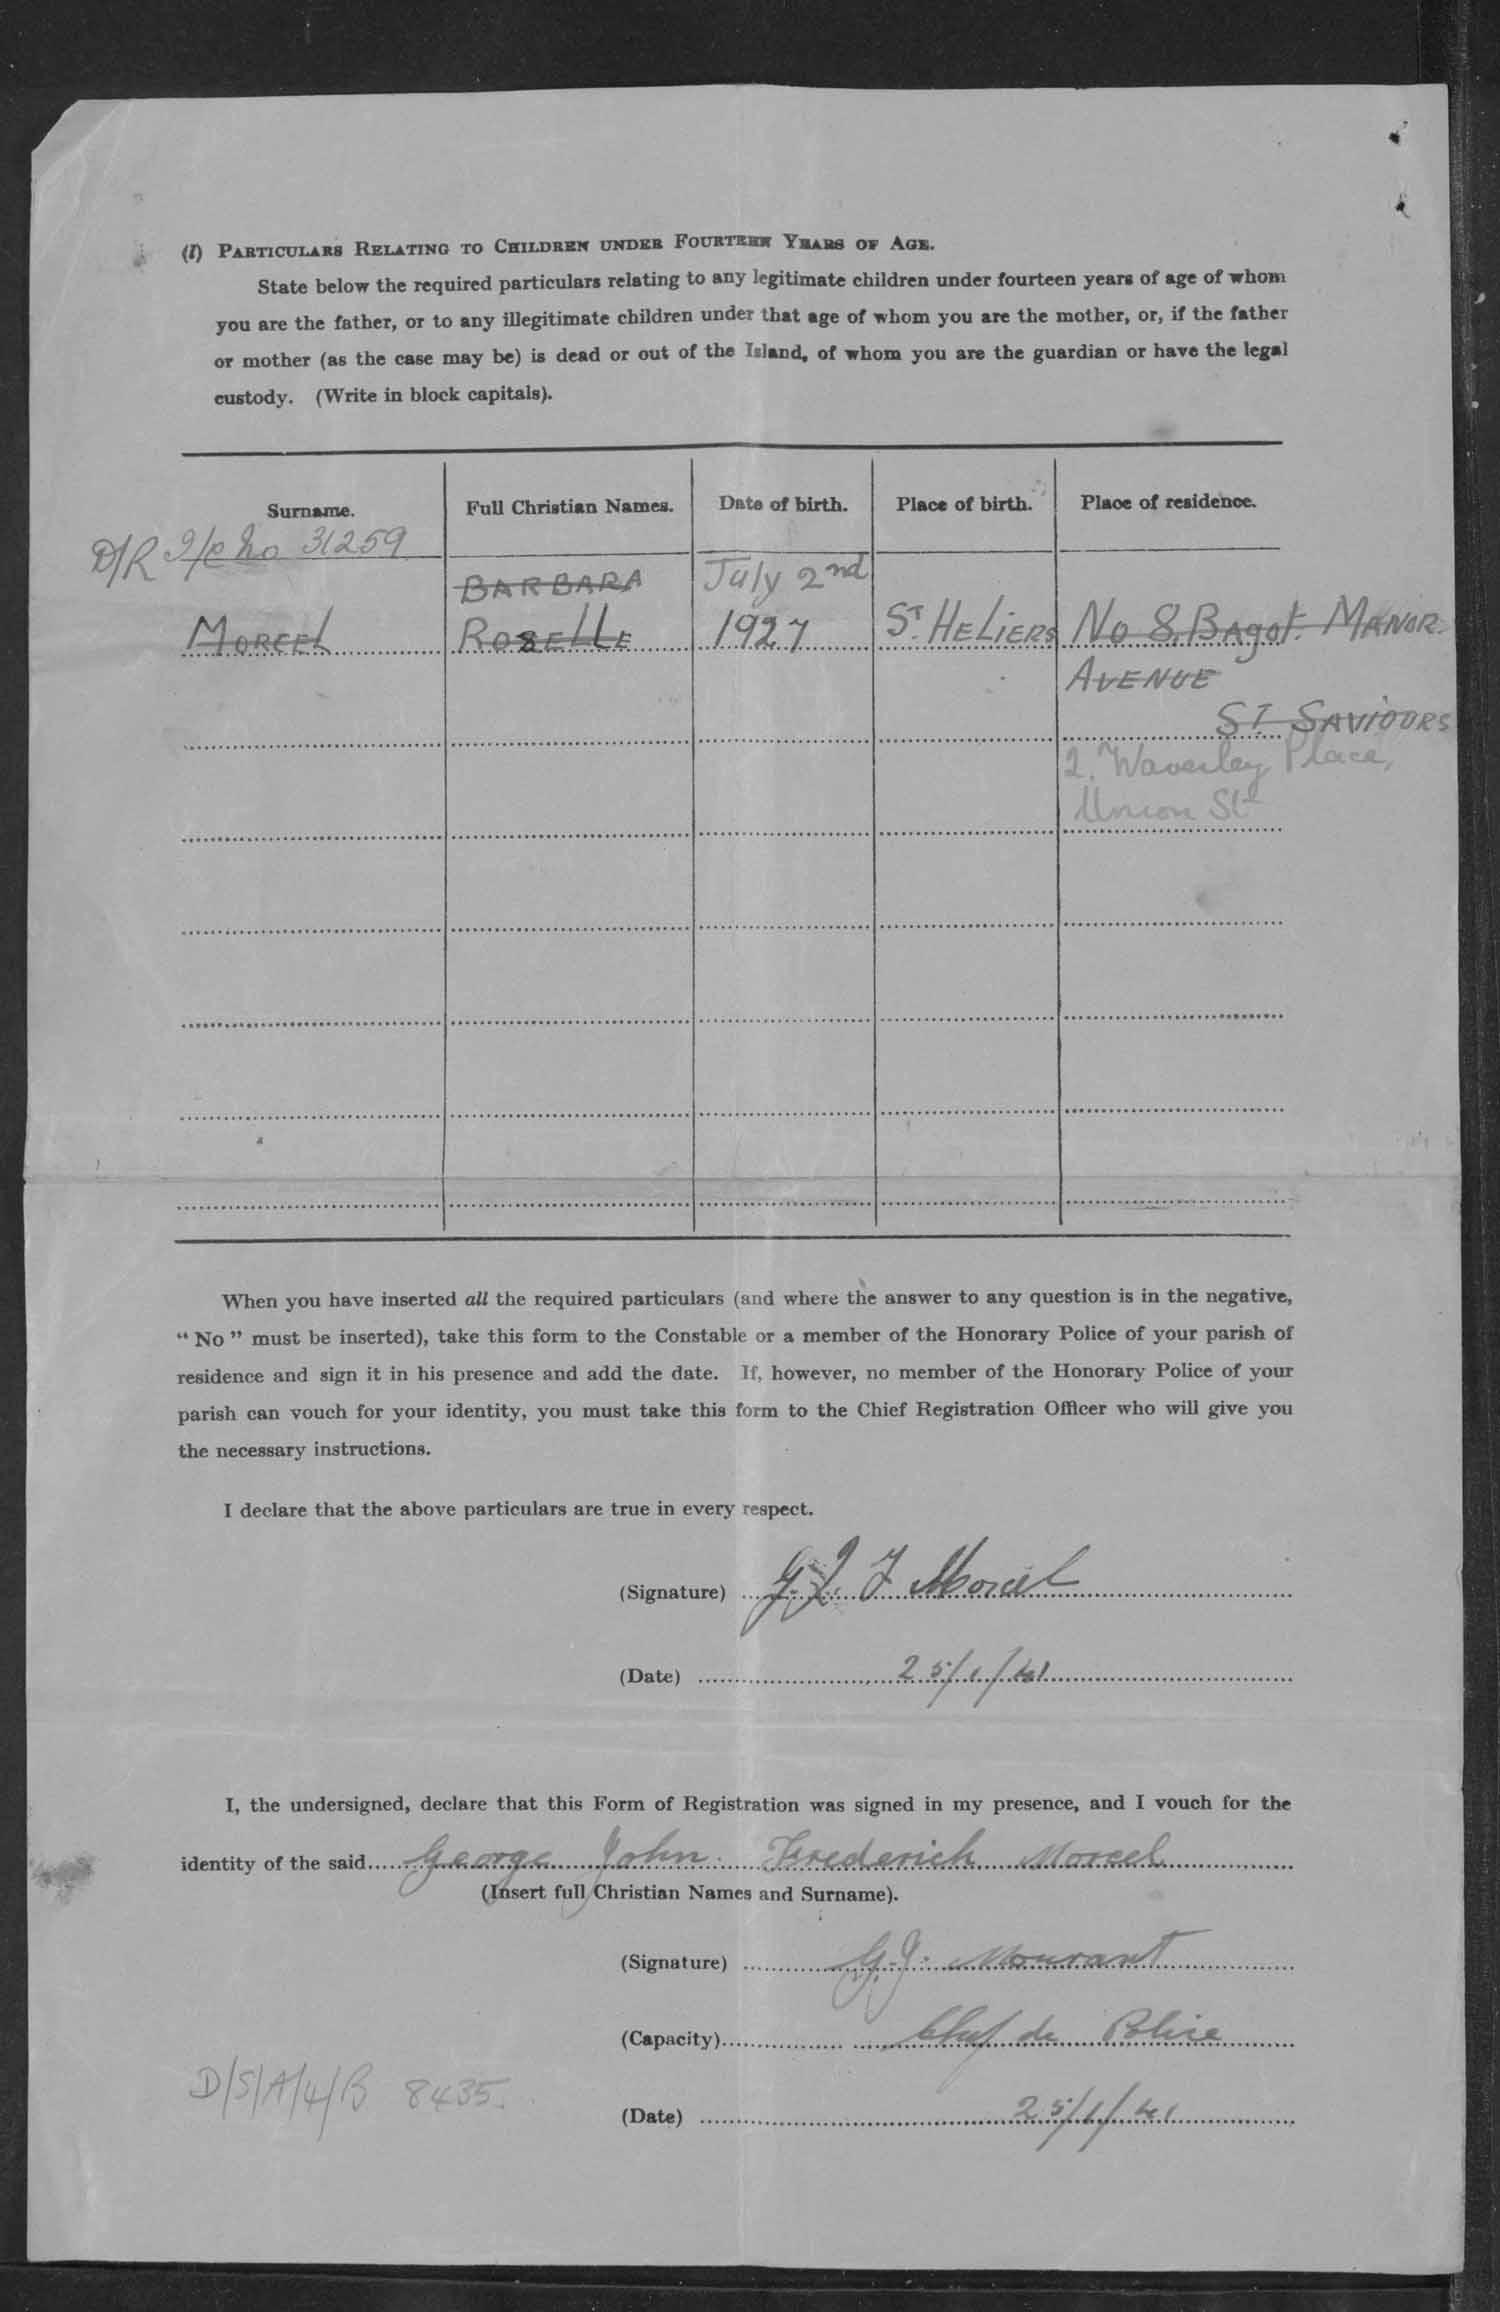 (l) PARTICULARS RELATING TO CHILDREN UNDER FOURTEEN YEARS OF AGE.
State below the required particulars relating to any legitimate children under fourteen years of age of whom
you are the father, or to any illegitimate children under that age of whom you are the mother, or, if the father
or mother (as the case may be) is dead or out of the Island, of whom you are the guardian or have the legal
custody. (Write in block capitals).
Surname. Full Christian Names. Date of birth. Place of birth. Place of residence.
D/R I/c No 31259
BARBARA July 2nd
MORCEL ROZELLE 1927 ST. HELIERS NO 8. BAGOT. MANOR.
AVENUE
ST SAVIOURS
2. Waverley Place,
Union St
When you have inserted all the required particulars (and where the answer to any question is in the negative,
“ No ” must be inserted), take this form to the Constable or a member of the Honorary Police of your parish of
residence and sign it in his presence and add the date. If, however, no member of the Honorary Police of your
parish can vouch for your identity, you must take this form to the Chief Registration Officer who will give you
the necessary instructions.
I declare that the above particulars are true in every respect.
(Signature) G. J. F Morcel
(Date) 25/1/41
I, the undersigned, declare that this Form of Registration was signed in my presence, and I vouch for the
identity of the said George John Frederick Morcel
(Insert full Christian Names and Surname).
(Signature) G. J. Mourant
(Capacity) Chef de Police
D/S/A/4/B 8435.
(Date) 25/1/41